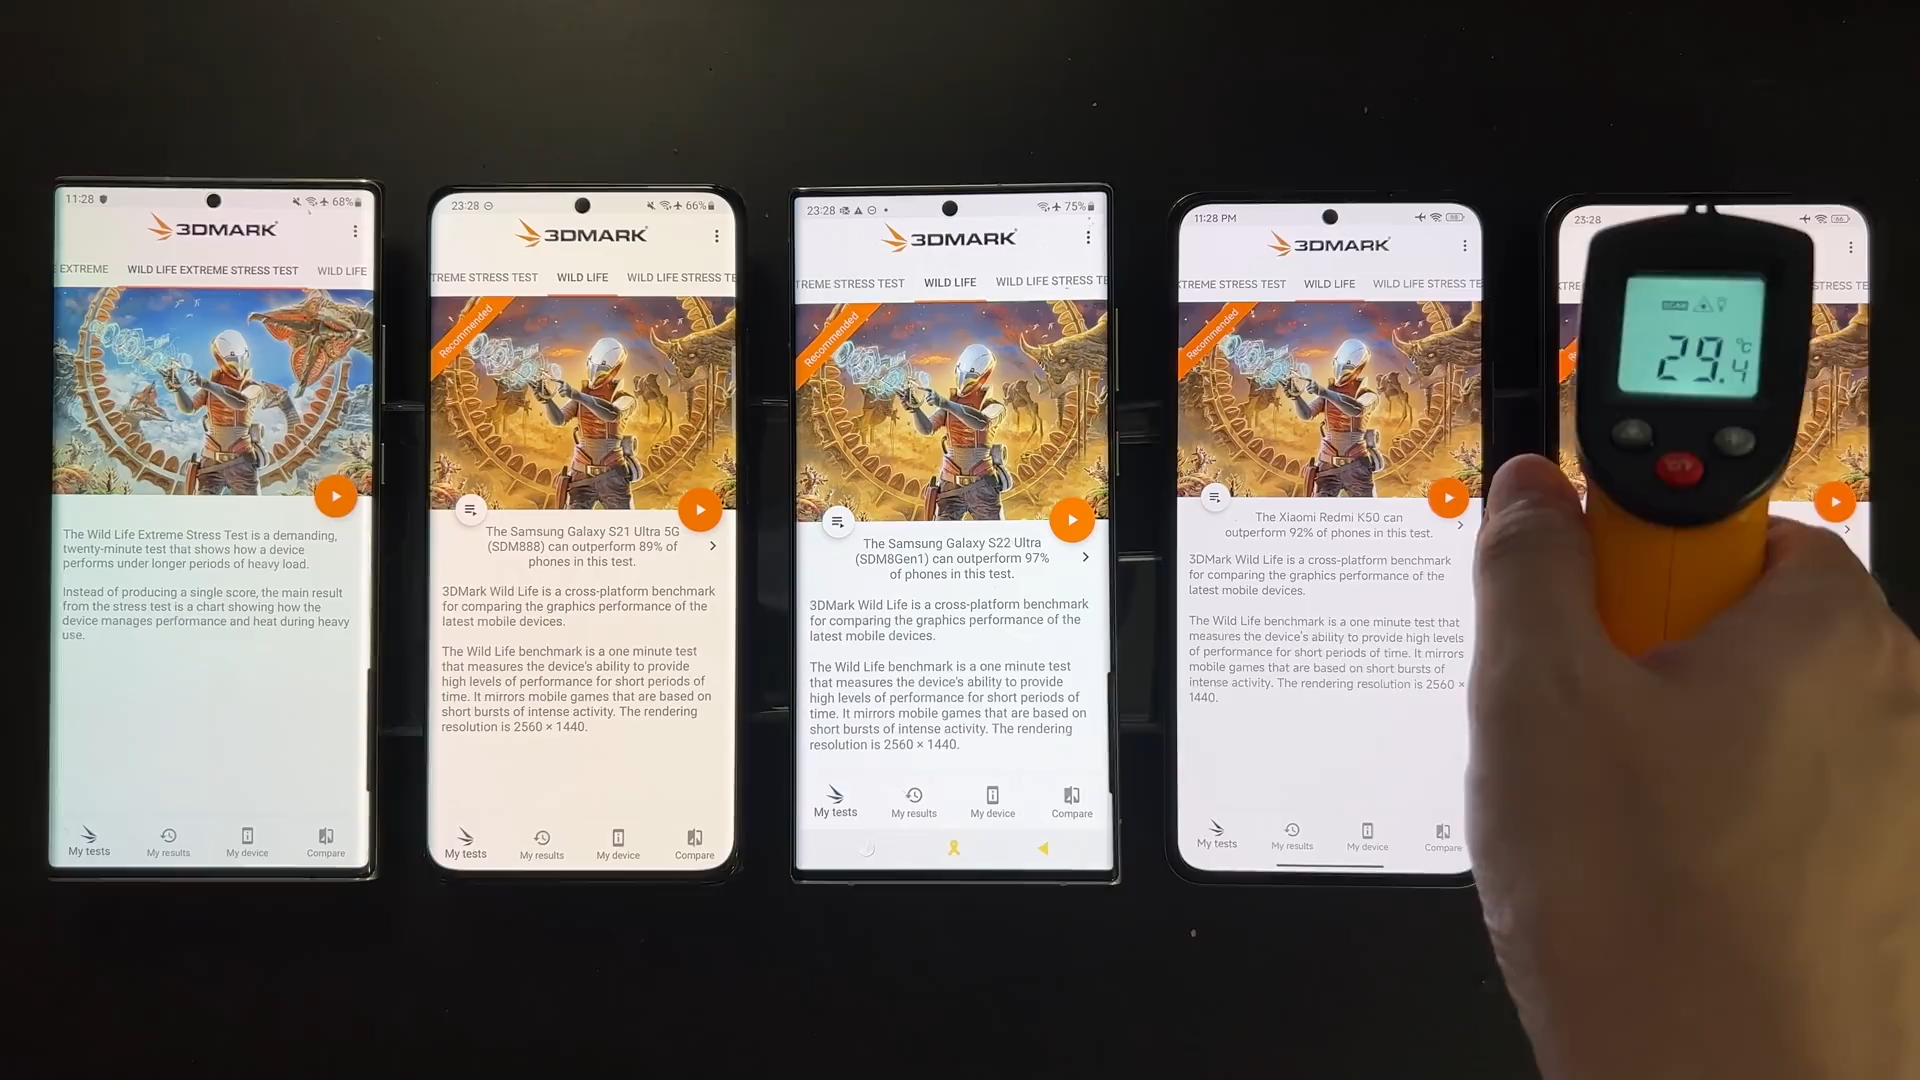 11:28
68%
3DMARK
EXTREME
WILD LIFE EXTREME STRESS TEST
WILD LIFE
The Wild Life Extreme Stress Test is a demanding,
twenty-minute test that shows how a device
performs under longer periods of heavy load.
Instead of producing a single score, the main result
from the stress test is a chart showing how the
device manages performance and heat during heavy
use.
My tests
My results
My device
Compare
23:28
66%
3DMARK
TREME STRESS TEST
WILD LIFE
WILD LIFE STRESS TE
Recommended
The Samsung Galaxy S21 Ultra 5G
(SDM888) can outperform 89% of
phones in this test.
3DMark Wild Life is a cross-platform benchmark
for comparing the graphics performance of the
latest mobile devices.
The Wild Life benchmark is a one minute test
that measures the device's ability to provide
high levels of performance for short periods of
time. It mirrors mobile games that are based on
short bursts of intense activity. The rendering
resolution is 2560 × 1440.
My tests
My results
My device
Compare
23:28
75%
3DMARK
TREME STRESS TEST
WILD LIFE
WILD LIFE STRESS TE
Recommended
The Samsung Galaxy S22 Ultra
(SDM8Gen1) can outperform 97%
of phones in this test.
3DMark Wild Life is a cross-platform benchmark
for comparing the graphics performance of the
latest mobile devices.
The Wild Life benchmark is a one minute test
that measures the device's ability to provide
high levels of performance for short periods of
time. It mirrors mobile games that are based on
short bursts of intense activity. The rendering
resolution is 2560 × 1440.
My tests
My results
My device
Compare
11:28 PM
3DMARK
XTREME STRESS TEST
WILD LIFE
WILD LIFE STRESS TE
Recommended
The Xiaomi Redmi K50 can
outperform 92% of phones in this test.
3DMark Wild Life is a cross-platform benchmark
for comparing the graphics performance of the
latest mobile devices.
The Wild Life benchmark is a one minute test that
measures the device's ability to provide high levels
of performance for short periods of time. It mirrors
mobile games that are based on short bursts of
intense activity. The rendering resolution is 2560 ×
1440.
My tests
My results
My device
Compare
23:28
XTRE
STRESS TE
SCAN
29.4 °C